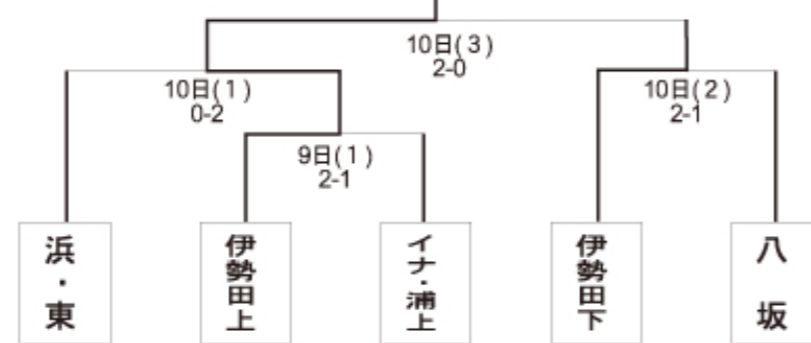 10日(3)
2-0
10日(1)
0-2
10日(2)
2-1
9日(1)
2-1
浜・東
伊勢田上
イナ・浦上
伊勢田下
八坂